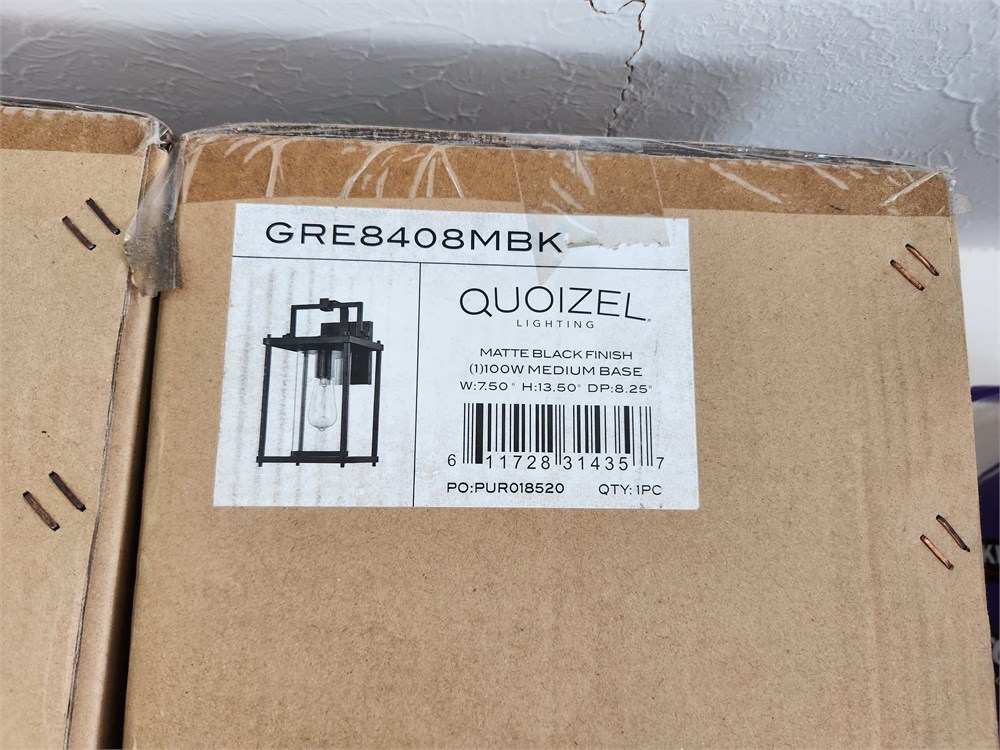 GRE8408MBK
QUOIZEL
LIGHTING
MATTE BLACK FINISH
(1)100W MEDIUM BASE
W:7.50" H:13.50" DP:8.25"
6 11728 31435 7
PO:PUR018520 QTY: 1PC